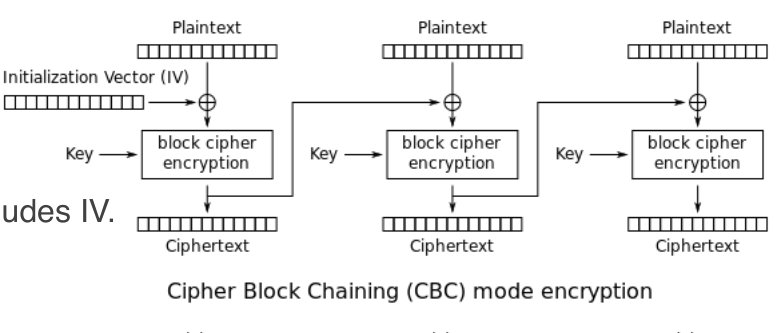 Plaintext Plaintext Plaintext
Initialization Vector (IV)
Key block cipher encryption Key block cipher encryption Key block cipher encryption
udes IV.
Ciphertext Ciphertext Ciphertext
Cipher Block Chaining (CBC) mode encryption